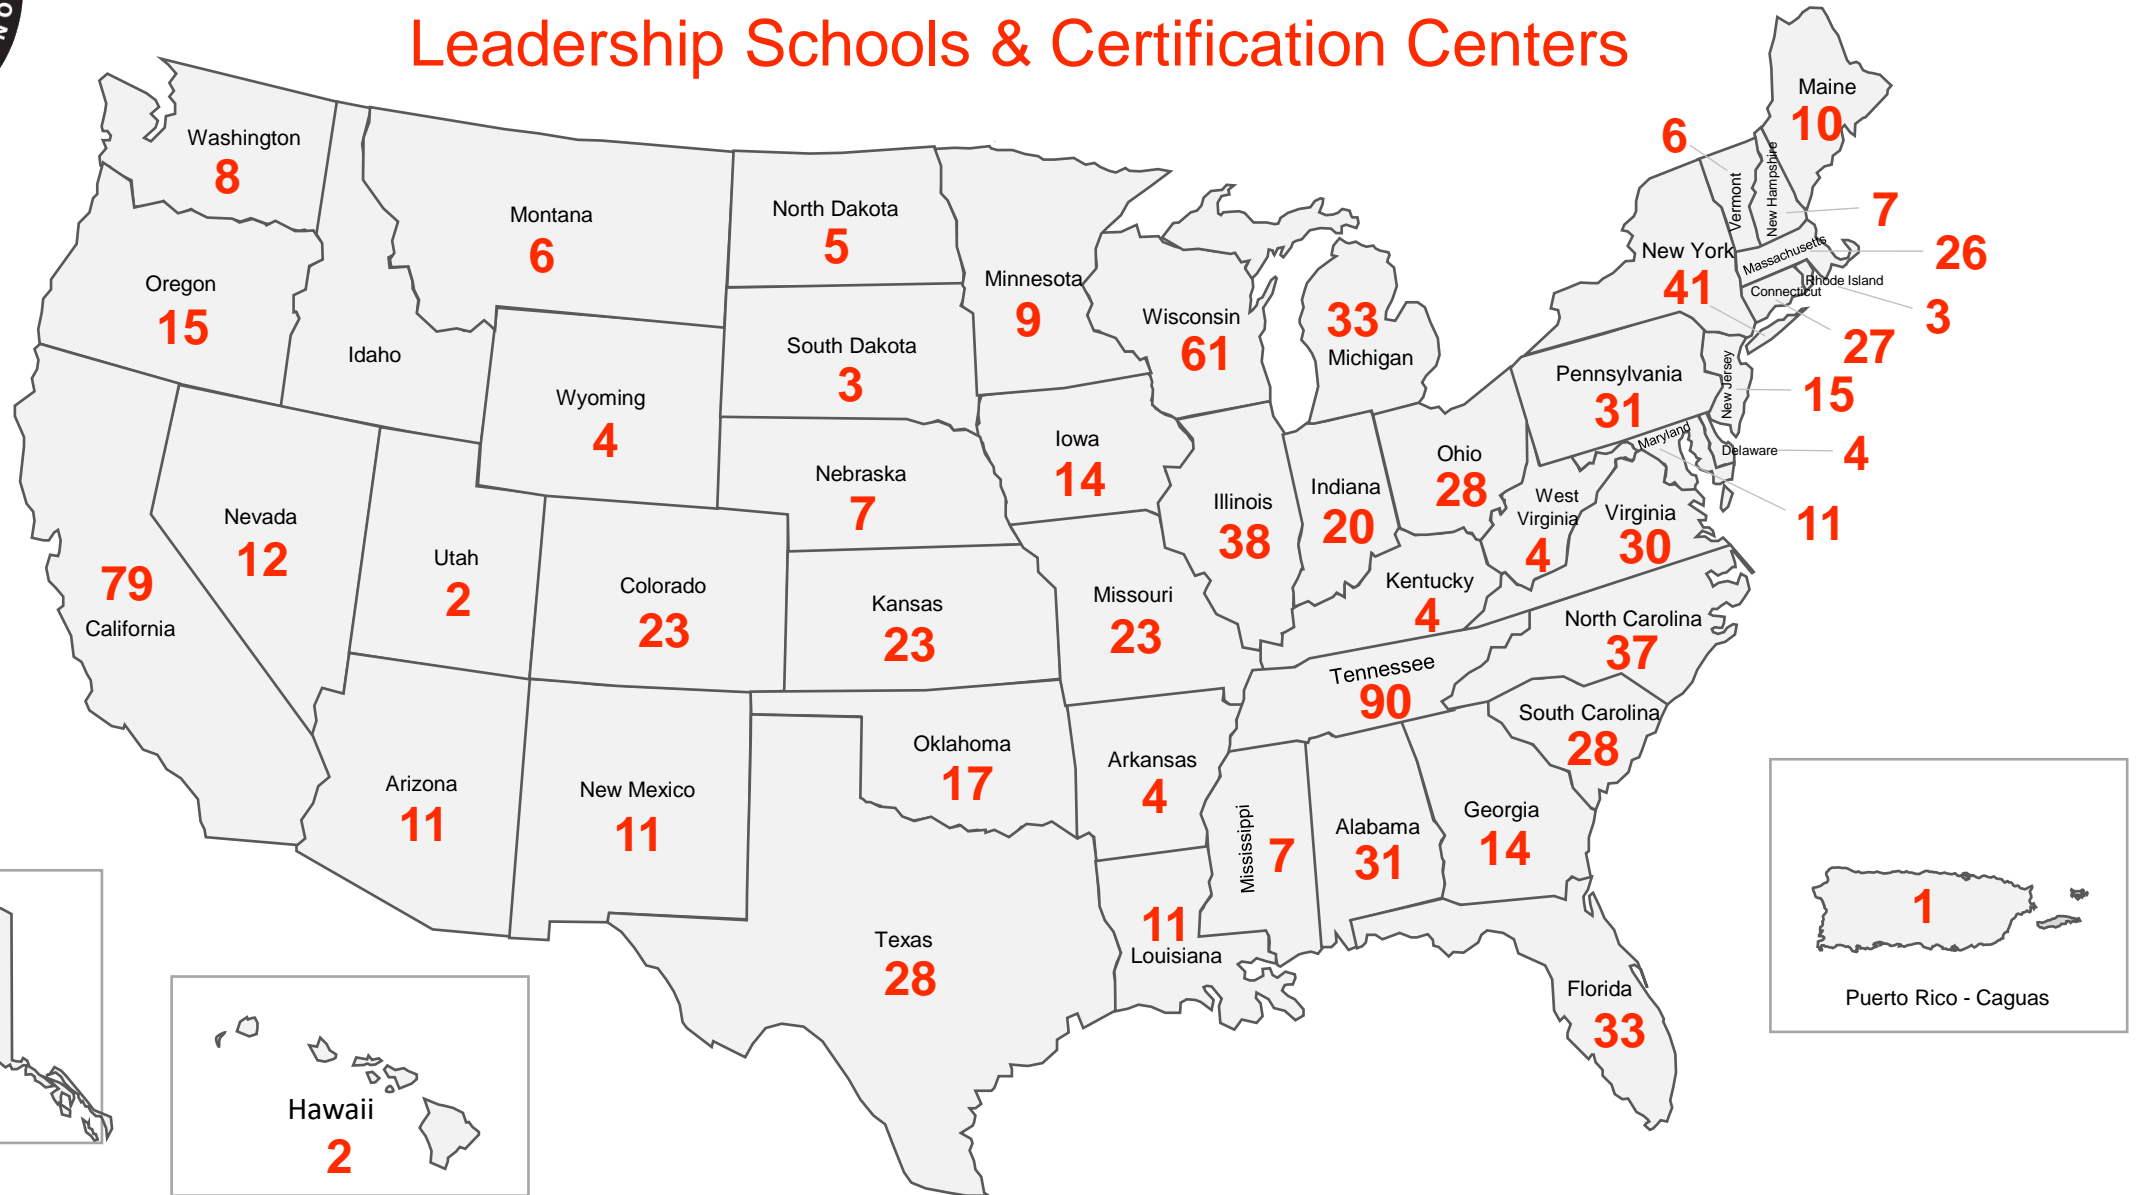 ON
Leadership Schools & Certification Centers
Maine
10
Washington
8
6
Vermont
New Hampshire
7
Montana
6
North Dakota
5
Oregon
15
Idaho
Minnesota
9
New York
41
Massachusetts
26
Rhode Island
3
Connecticut
27
Wisconsin
61
33
Michigan
South Dakota
3
Wyoming
4
Pennsylvania
31
New Jersey
15
Maryland
11
Delaware
4
Iowa
14
Nebraska
7
Ohio
28
Indiana
20
Illinois
38
West
Virginia
4
Virginia
30
Nevada
12
Utah
2
79
California
Colorado
23
Kansas
23
Missouri
23
Kentucky
4
North Carolina
37
Tennessee
90
South Carolina
28
Oklahoma
17
Arkansas
4
Arizona
11
New Mexico
11
Mississippi
7
Alabama
31
Georgia
14
11
Louisiana
Texas
28
Florida
33
1
Puerto Rico - Caguas
Hawaii
2